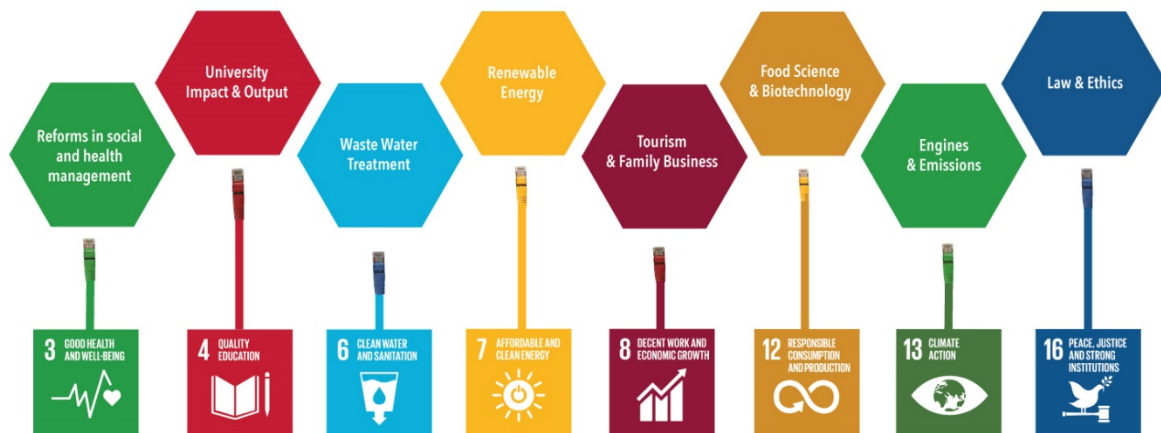 Reforms in social
and health
management
University
Impact & Output
Waste Water
Treatment
Renewable
Energy
Tourism
& Family Business
Food Science
& Biotechnology
Engines
& Emissions
Law & Ethics
3 GOOD HEALTH
AND WELL-BEING
4 QUALITY
EDUCATION
6 CLEAN WATER
AND SANITATION
7 AFFORDABLE AND
CLEAN ENERGY
8 DECENT WORK AND
ECONOMIC GROWTH
12 RESPONSIBLE
CONSUMPTION
AND PRODUCTION
13 CLIMATE
ACTION
16 PEACE, JUSTICE
AND STRONG
INSTITUTIONS